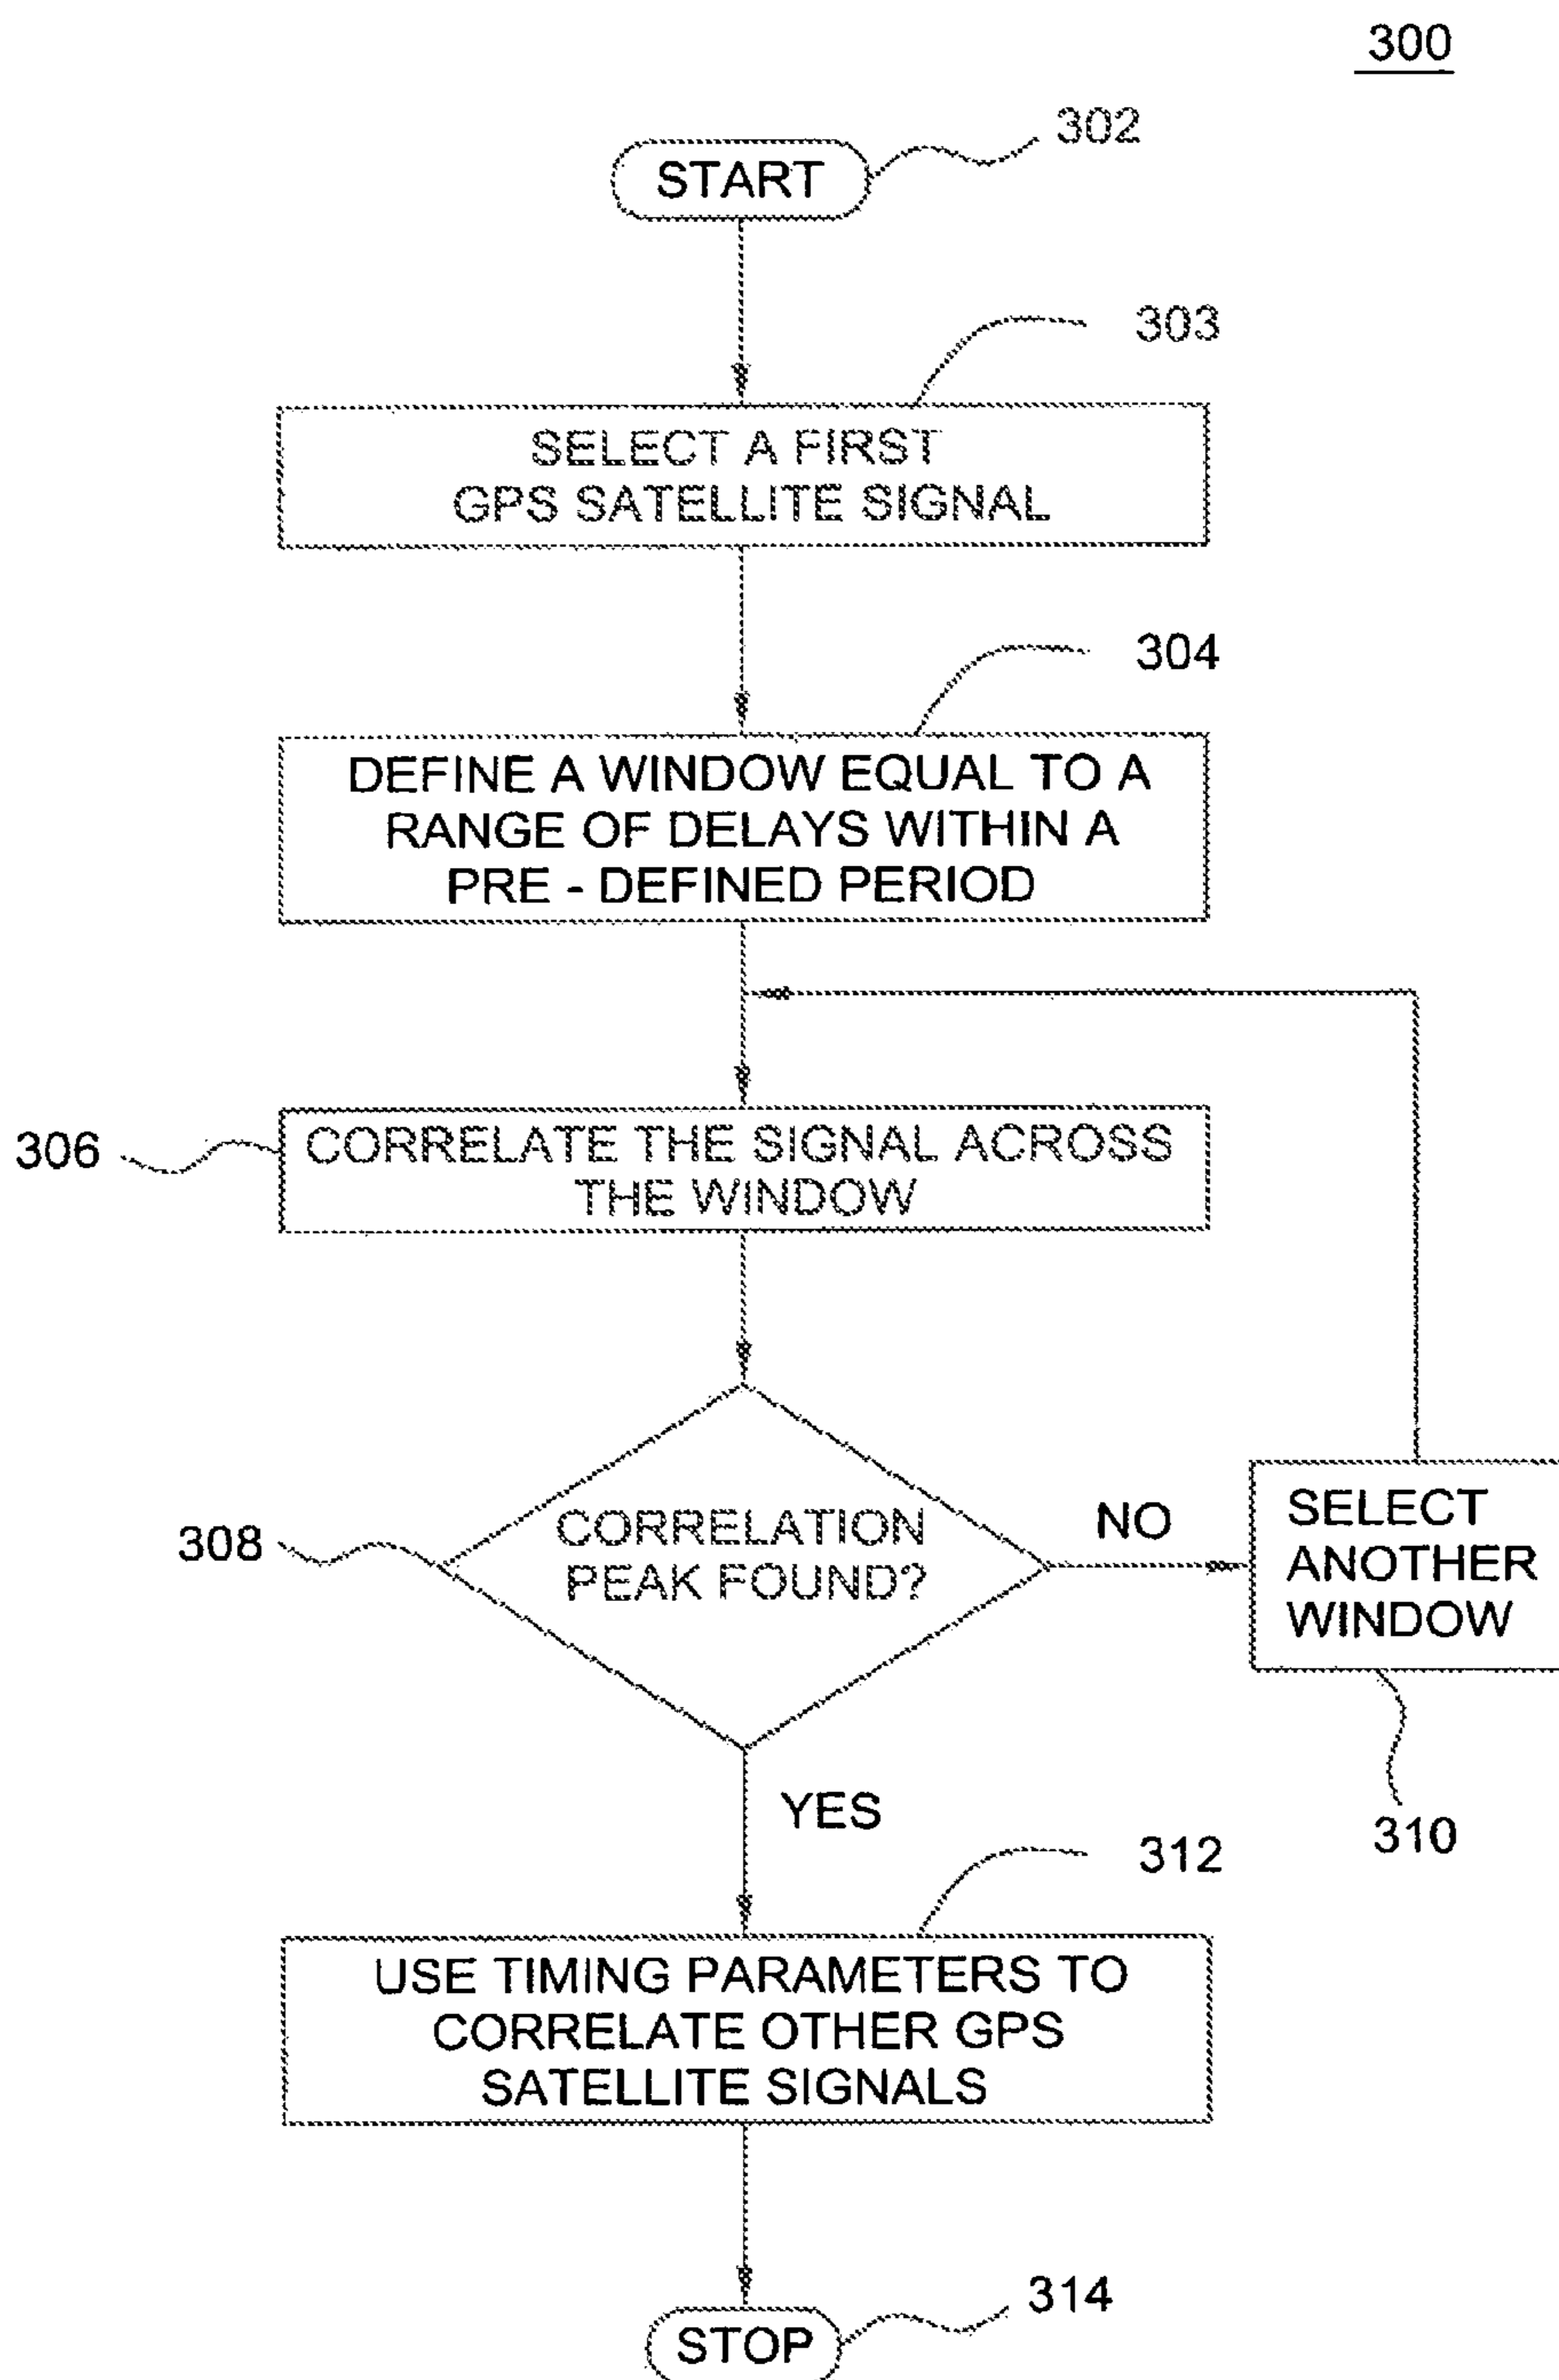 300
START
302
303
SELECT A FIRST
GPS SATELLITE SIGNAL
304
DEFINE A WINDOW EQUAL TO A
RANGE OF DELAYS WITHIN A
PRE - DEFINED PERIOD
306
CORRELATE THE SIGNAL ACROSS
THE WINDOW
308
CORRELATION
PEAK FOUND?
NO
SELECT
ANOTHER
WINDOW
310
YES
312
USE TIMING PARAMETERS TO
CORRELATE OTHER GPS
SATELLITE SIGNALS
314
STOP